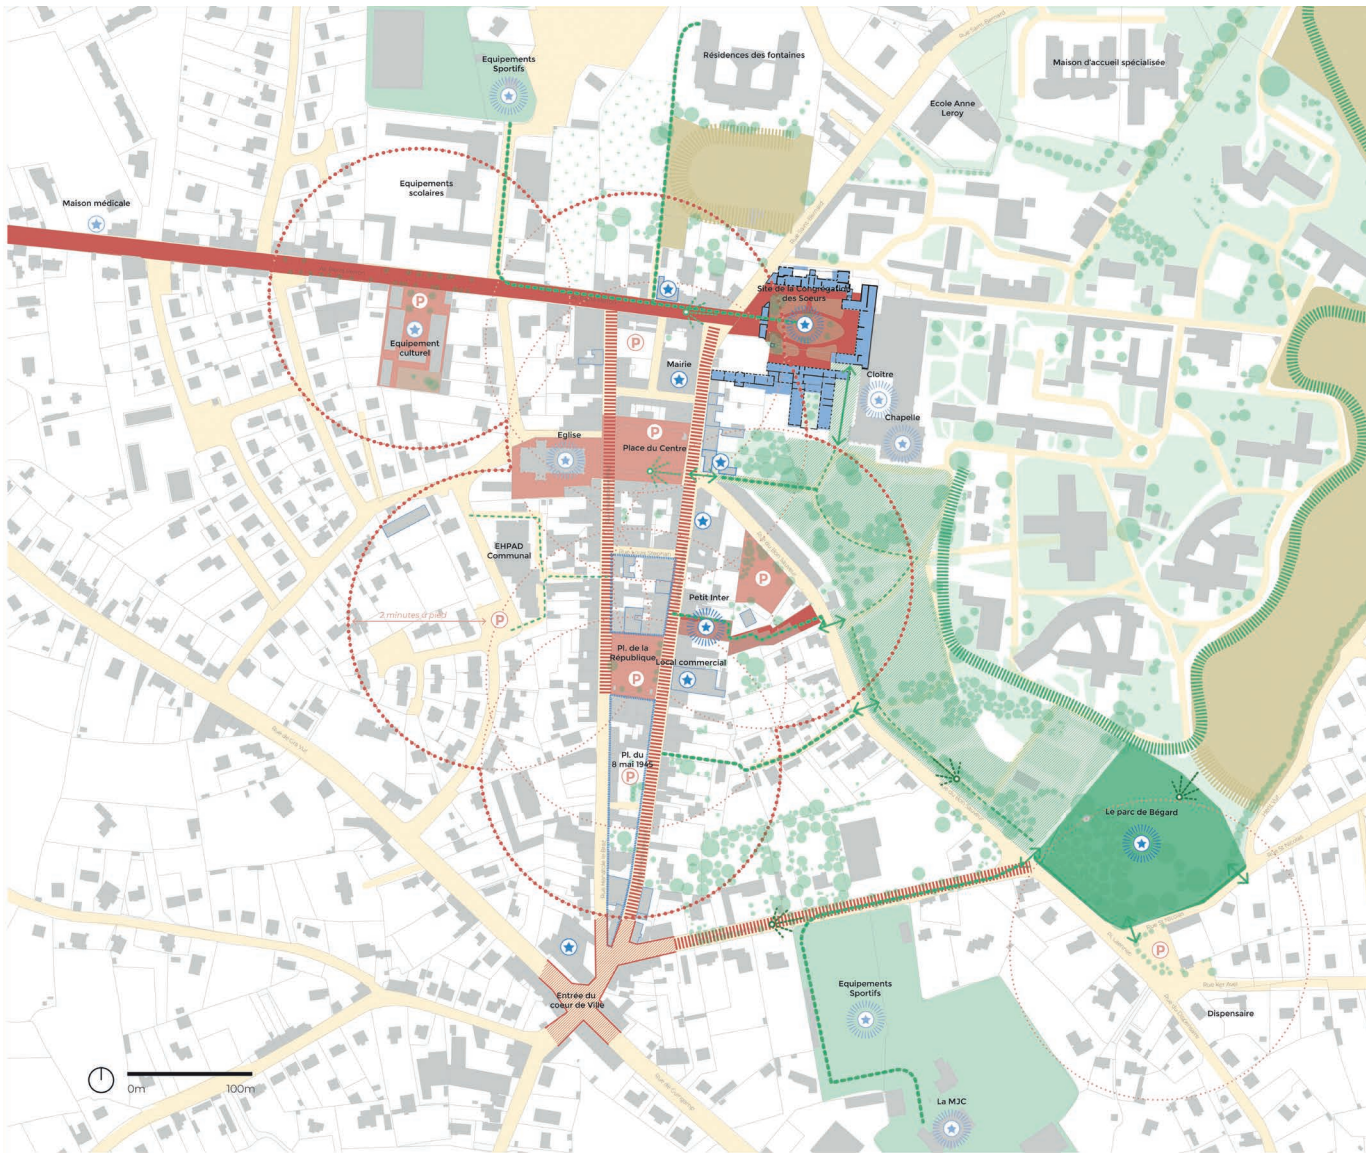 Résidences des fontaines
Equipements
Sportifs
Maison d'accueil spécialisée
Ecole Anne
Leroy
Equipements
scolaires
Maison médicale
P
Site de la Congrégation
des Soeurs
Equipement
culturel
P
Mairie
Cloître
Chapelle
P
Eglise
Place du Centre
EHPAD
Communal
P
Petit Inter
2 minutes à pied
P
Pl. de la
République
Local commercial
P
Pl. du
8 mai 1945
P
Le parc de Bégard
Rue de Guingamp
P
Entrée du
coeur de Ville
Equipements
Sportifs
Dispensaire
0m
100m
La MJC